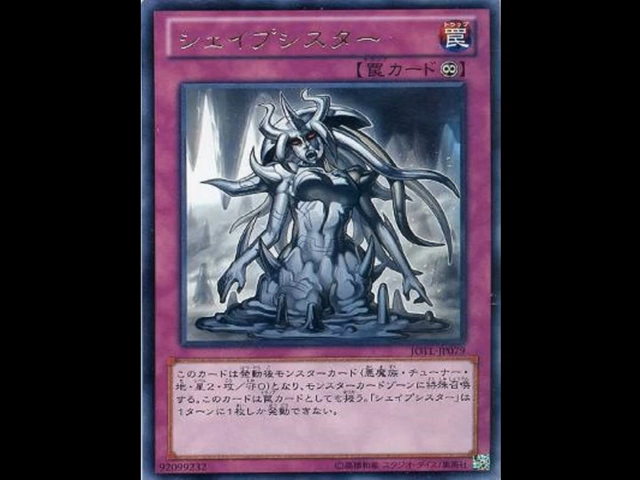 シェイプシスター
罠
トラップ
【罠カード】
JOTL-JP079
このカードは発動後モンスターカード(悪魔族・チューナー・
地・星2・攻/守0)となり、モンスターカードゾーンに特殊召喚
する。このカードは罠カードとしても扱う。「シェイプシスター」は
1ターンに1枚しか発動できない。
92099232
©高橋和希 スタジオ・ダイス/集英社